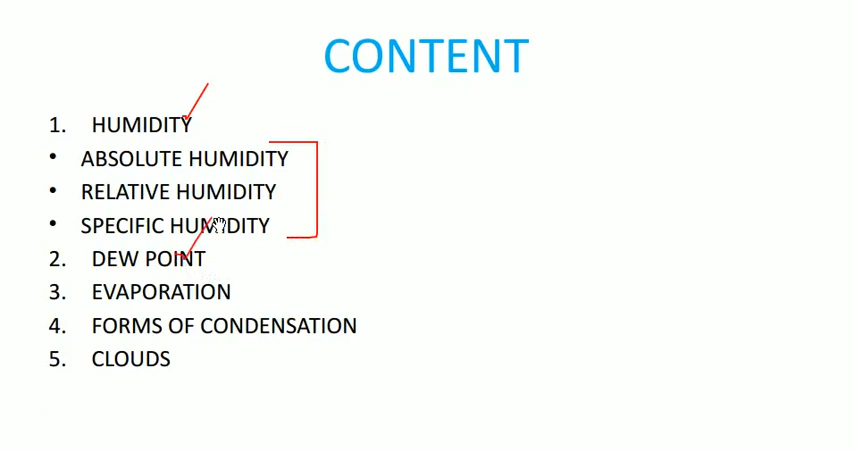 CONTENT
1. HUMIDITY
• ABSOLUTE HUMIDITY
• RELATIVE HUMIDITY
• SPECIFIC HUMIDITY
2. DEW POINT
3. EVAPORATION
4. FORMS OF CONDENSATION
5. CLOUDS